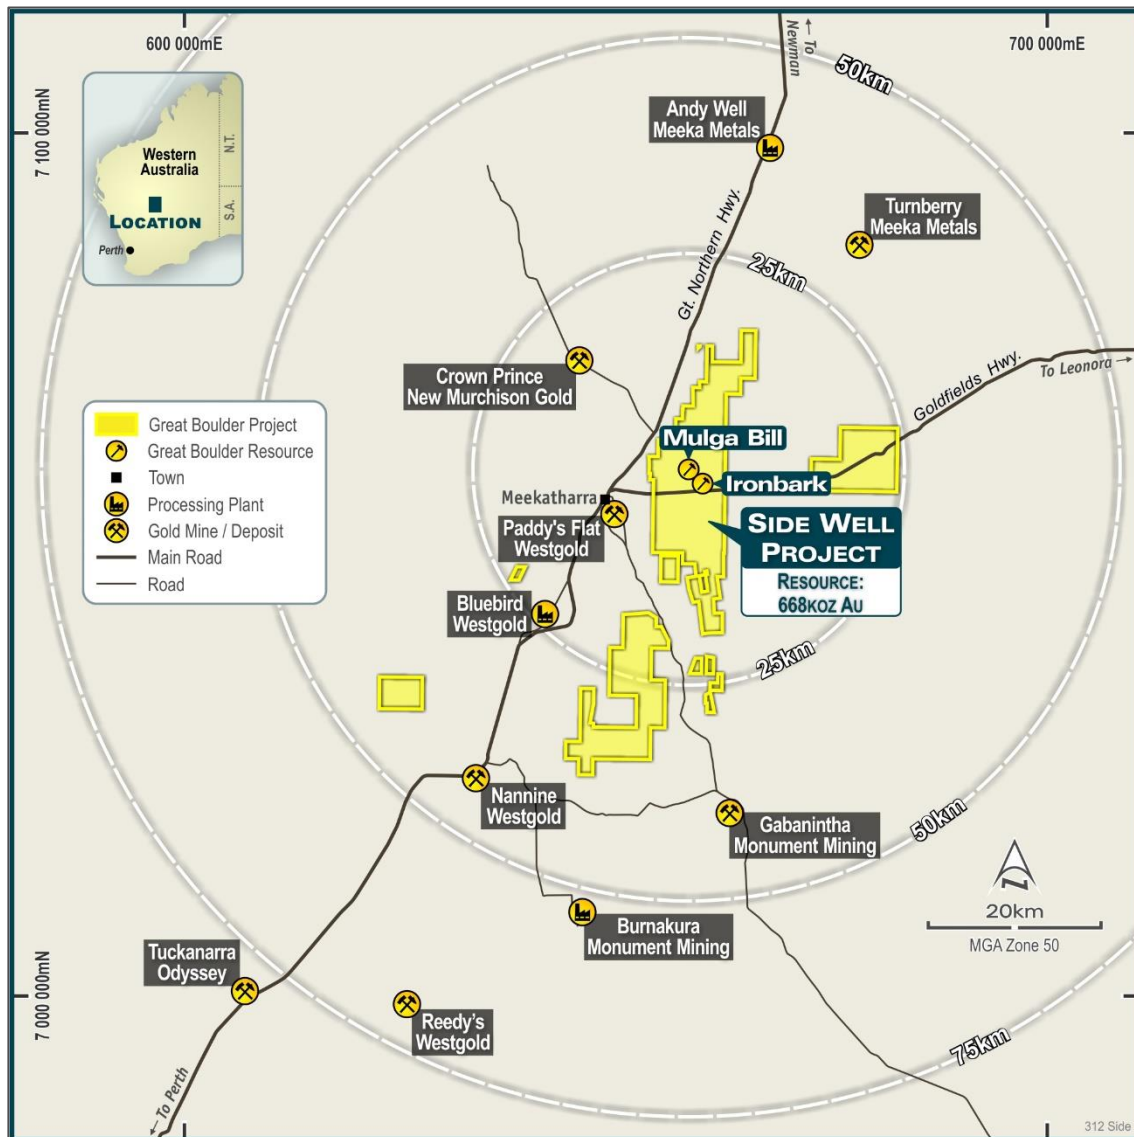 600 000mE
700 000mE
7 100 000mN
7 000 000mN
Western
Australia
N.T.
S.A.
LOCATION
Perth
← To
Newman
50km
Andy Well
Meeka Metals
Turnberry
Meeka Metals
Gt. Northern Hwy.
25km
Crown Prince
New Murchison Gold
Goldfields Hwy.
To Leonora →
Great Boulder Project
Great Boulder Resource
Town
Processing Plant
Gold Mine / Deposit
Main Road
Road
Mulga Bill
Ironbark
Meekatharra
Paddy's Flat
Westgold
SIDE WELL
PROJECT
RESOURCE:
668KOZ AU
Bluebird
Westgold
25km
Nannine
Westgold
50km
Gabanintha
Monument Mining
20km
MGA Zone 50
Burnakura
Monument Mining
Tuckanarra
Odyssey
Reedy's
Westgold
75km
← To Perth
N
312 Side